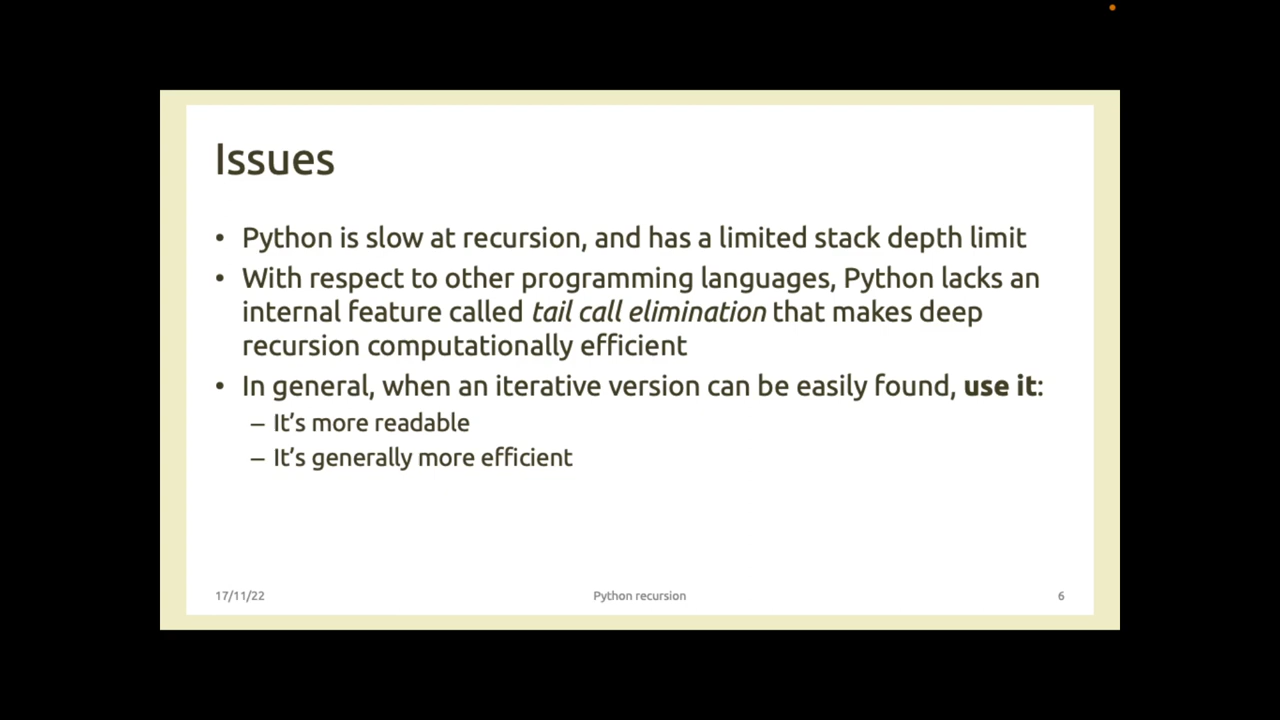 Issues
• Python is slow at recursion, and has a limited stack depth limit
• With respect to other programming languages, Python lacks an
internal feature called tail call elimination that makes deep
recursion computationally efficient
• In general, when an iterative version can be easily found, use it:
– It’s more readable
– It’s generally more efficient
17/11/22 Python recursion 6